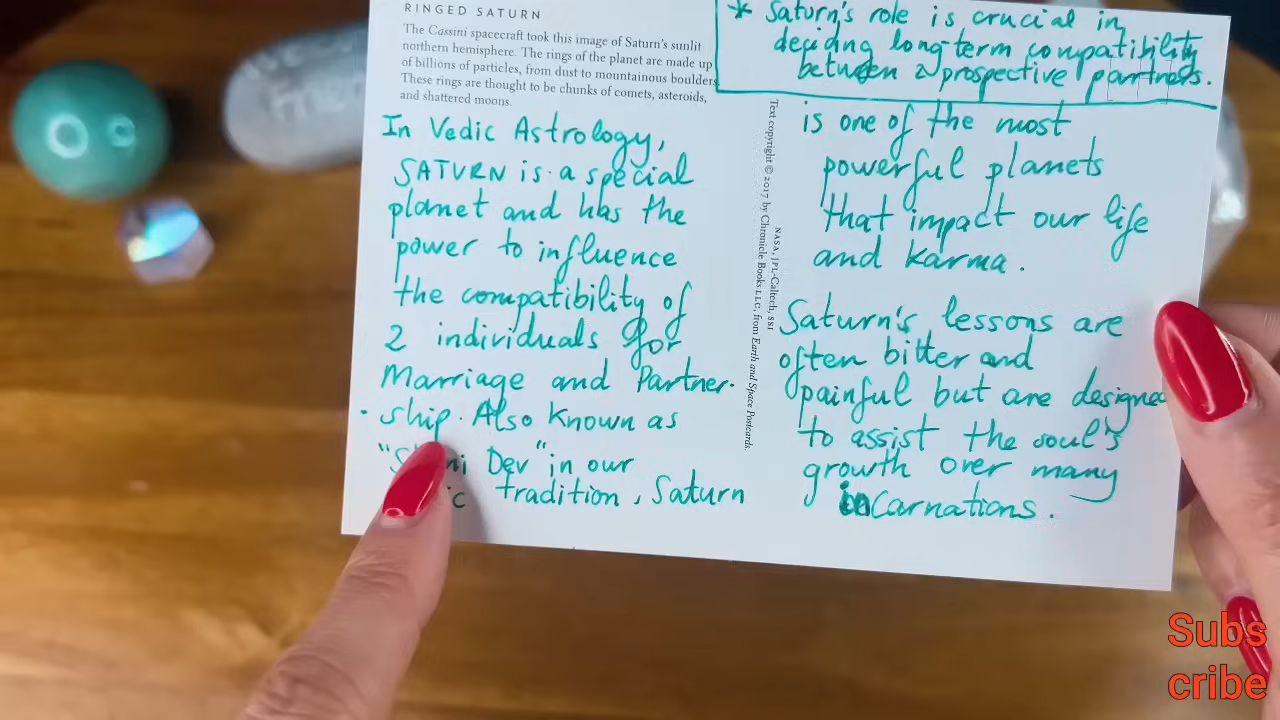 RINGED SATURN
The Cassini spacecraft took this image of Saturn's sunlit
northern hemisphere. The rings of the planet are made up
of billions of particles, from dust to mountainous boulders.
These rings are thought to be chunks of comets, asteroids,
and shattered moons.
In Vedic Astrology,
SATURN is a special
planet and has the
power to influence
the compatibility of
2 individuals for
Marriage and Partner-
ship. Also Known as
Dev" in our
tradition, Saturn
* Saturn's role is crucial in
deciding long term compatibility
between 2 prospective partners.
is one of the most
powerful planets
that impact our life
and karma.
Saturn's lessons are
often bitter and
painful but are designed
to assist the soul's
growth over many
incarnations.
NASA, JPL-Caltech, SSI
Text copyright © 2017 by Chronicle Books LLC, from Earth and Space Postcards.
friend
Subs
cribe